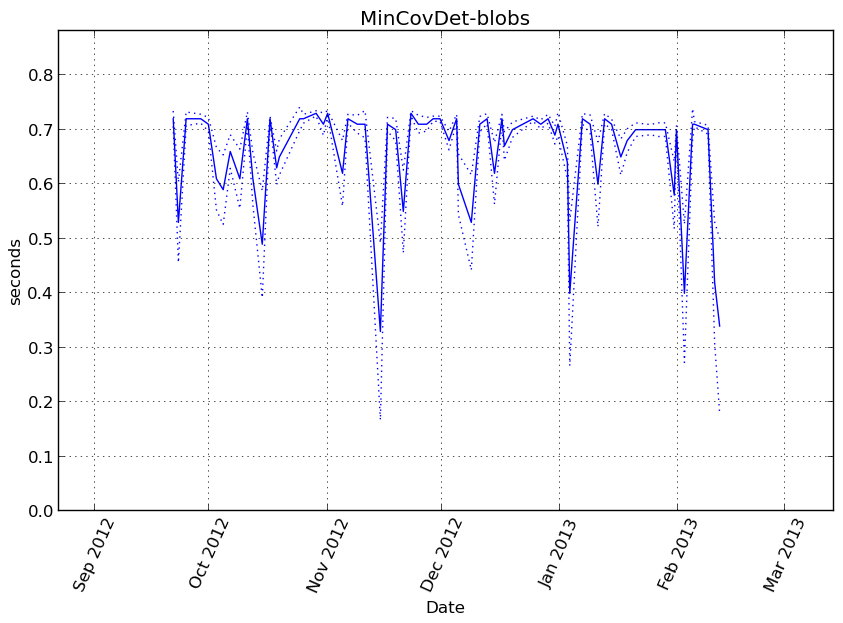 MinCovDet-blobs
0.8
0.7
0.6
0.5
0.4
0.3
0.2
0.1
0.0
seconds
Sep 2012
Oct 2012
Nov 2012
Dec 2012
Jan 2013
Feb 2013
Mar 2013
Date